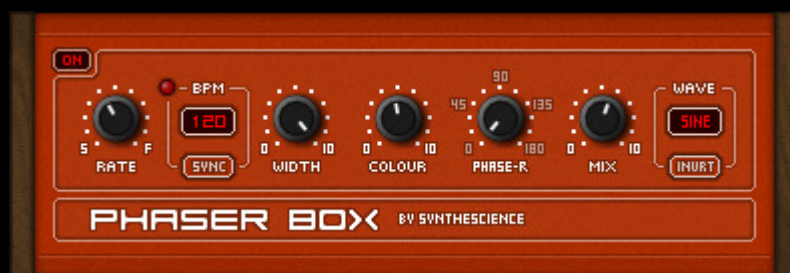 ON
BPM
120
SYNC
S F
RATE
0 10
WIDTH
0 10
COLOUR
90
45 135
0 180
PHASE-R
0 10
MIX
WAVE
SINE
INVRT
PHASER BOX BY SYNTHESCIENCE